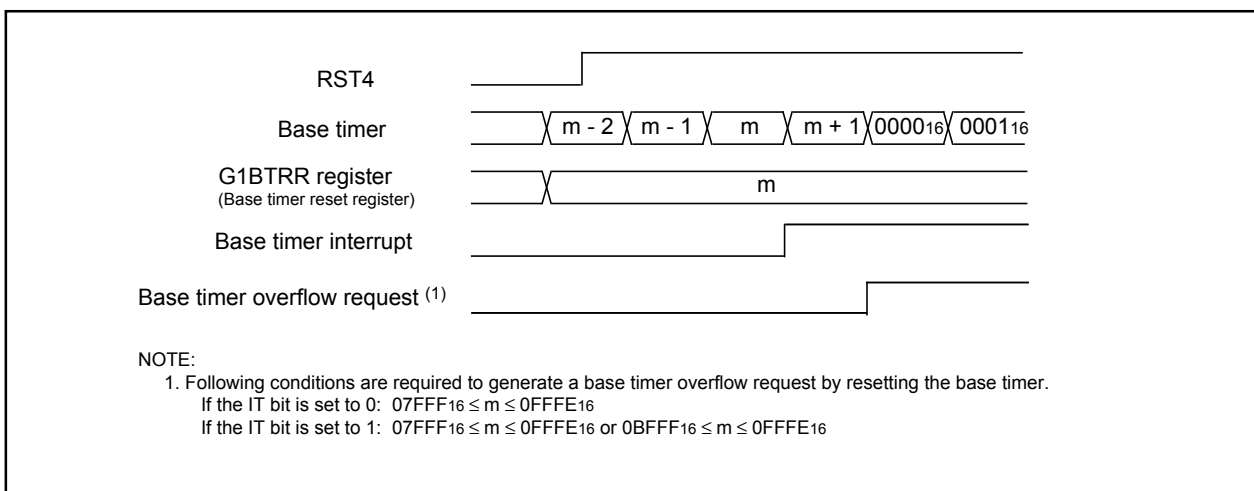 RST4
Base timer
m - 2 m - 1 m m + 1 000016 000116
G1BTRR register
(Base timer reset register)
m
Base timer interrupt
Base timer overflow request (1)
NOTE:
1. Following conditions are required to generate a base timer overflow request by resetting the base timer.
If the IT bit is set to 0: 07FFF16 ≤ m ≤ 0FFFE16
If the IT bit is set to 1: 07FFF16 ≤ m ≤ 0FFFE16 or 0BFFF16 ≤ m ≤ 0FFFE16